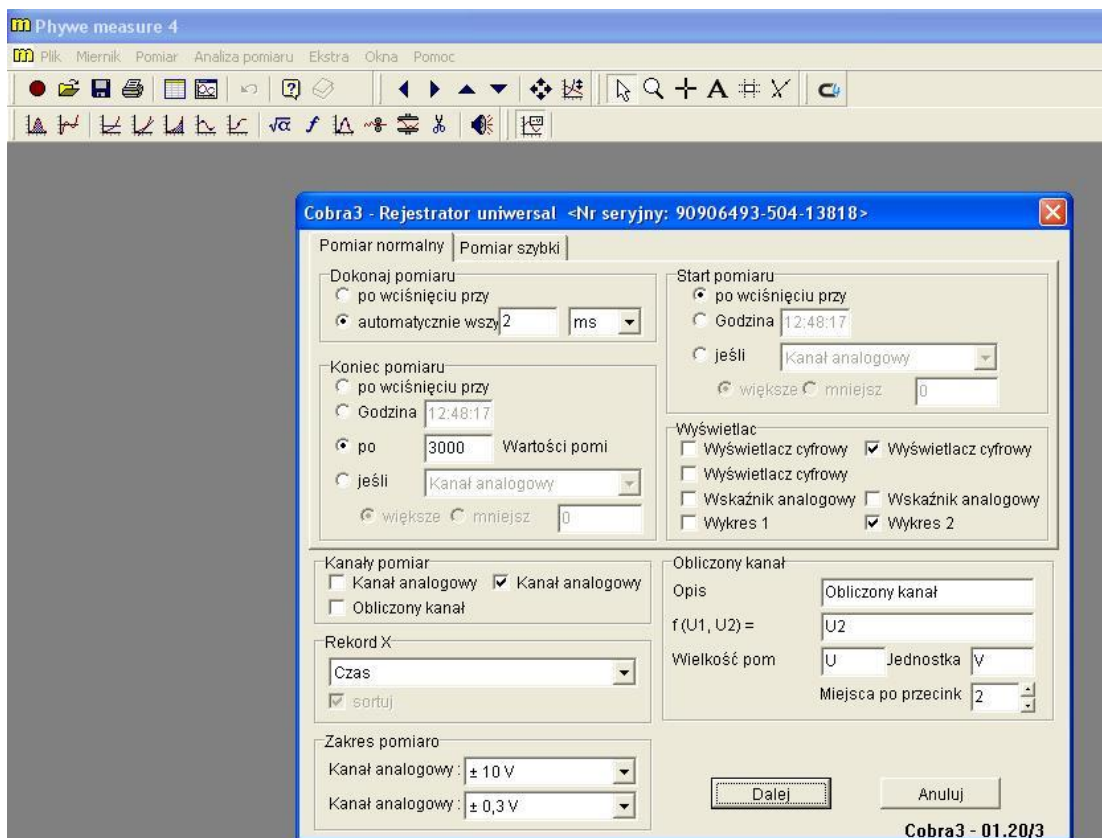 Phywe measure 4
Plik Miernik Pomiar Analiza pomiaru Ekstra Okna Pomoc
Cobra3 - Rejestrator uniwersal <Nr seryjny: 90906493-504-13818>
Pomiar normalny Pomiar szybki
Dokonaj pomiaru
po wciśnięciu przy
automatycznie wszy 2 ms
Koniec pomiaru
po wciśnięciu przy
Godzina 12:48:17
po 3000 Wartości pomi
jeśli Kanał analogowy
większe mniejsz 0
Start pomiaru
po wciśnięciu przy
Godzina 12:48:17
jeśli Kanał analogowy
większe mniejsz 0
Wyświetlac
Wyświetlacz cyfrowy Wyświetlacz cyfrowy
Wyświetlacz cyfrowy
Wskaźnik analogowy Wskaźnik analogowy
Wykres 1 Wykres 2
Kanały pomiar
Kanał analogowy Kanał analogowy
Obliczony kanał
Rekord X
Czas
sortuj
Zakres pomiaro
Kanał analogowy : ± 10 V
Kanał analogowy : ± 0,3 V
Obliczony kanał
Opis Obliczony kanał
f (U1, U2) = U2
Wielkość pom U Jednostka V
Miejsca po przecink 2
Dalej Anuluj
Cobra3 - 01.20/3